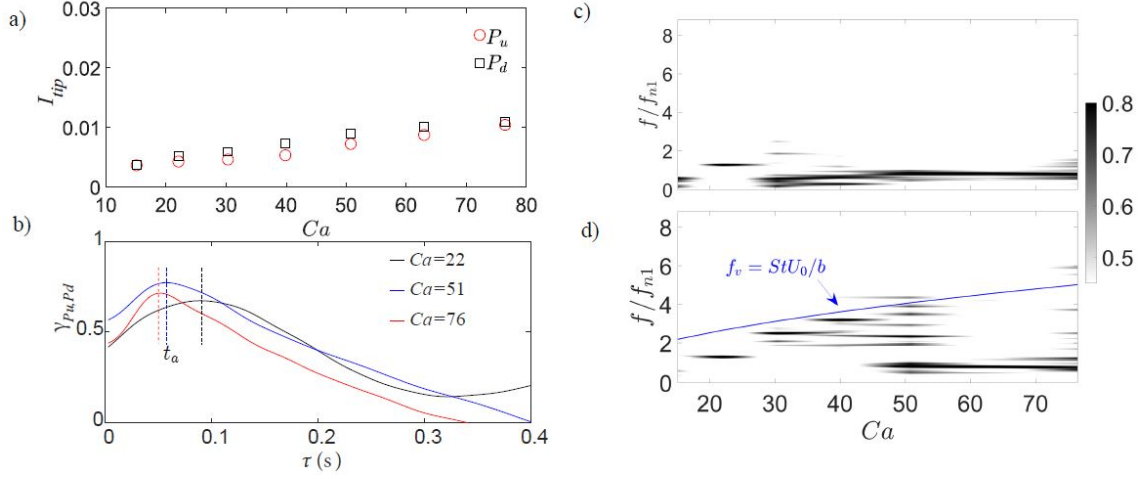 a)
0.03
0.02
0.01
0
I_tip
P_u
P_d
10 20 30 40 50 60 70 80
Ca
b)
1
0.5
0
γ_Pu,Pd
Ca=22
Ca=51
Ca=76
t_a
0 0.1 0.2 0.3 0.4
τ (s)
c)
8
6
4
2
0
f/f_n1
0.8
0.7
0.6
0.5
d)
8
6
4
2
0
f/f_n1
f_v = StU_0/b
20 30 40 50 60 70
Ca